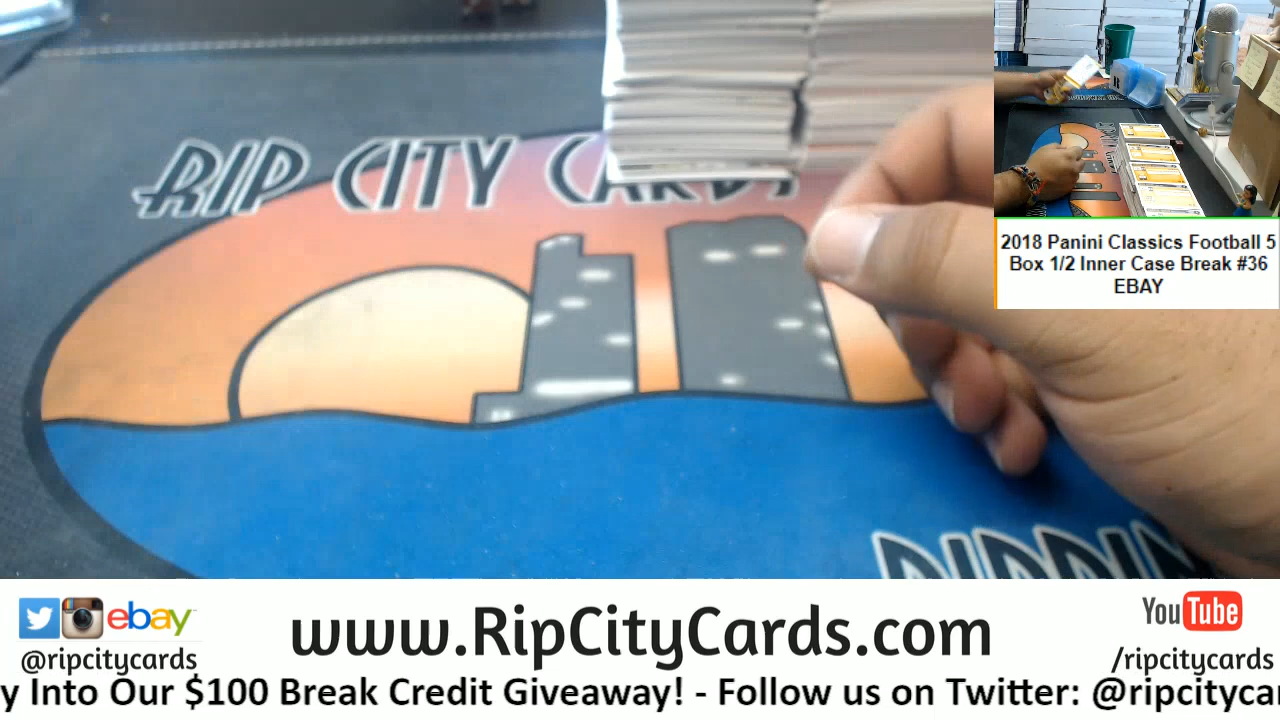 RIP CITY CARDS
2018 Panini Classics Football 5
Box 1/2 Inner Case Break #36
EBAY
ebay
@ripcitycards
www.RipCityCards.com
YouTube
/ripcitycards
y Into Our $100 Break Credit Giveaway! - Follow us on Twitter: @ripcitycar